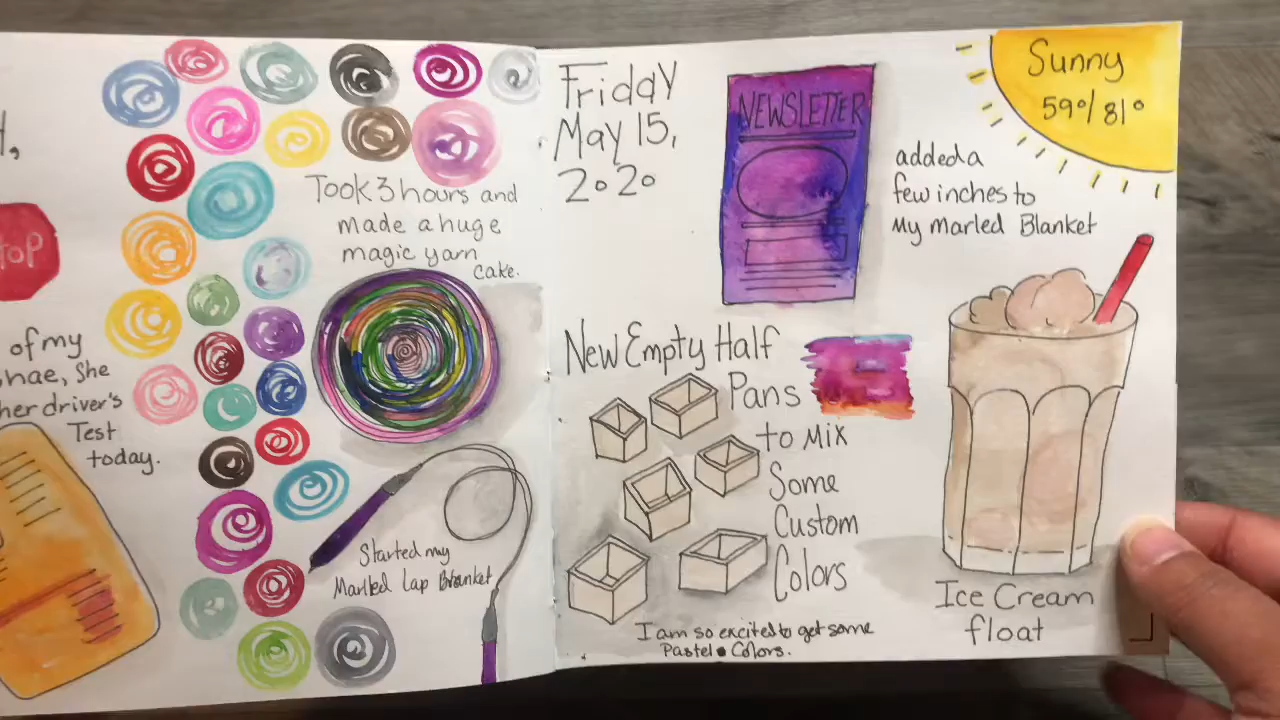 TOP
of my
she
her driver's
Test
today.
Took 3 hours and
made a huge
magic yarn
cake.
Started my
Marled Lap Blanket
Friday
May 15,
2020
NEWSLETTER
Sunny
59°/81°
added a
few inches to
My Marled Blanket
New Empty Half
Pans
to Mix
Some
Custom
Colors
I am so excited to get some
Pastel Colors.
Ice Cream
float